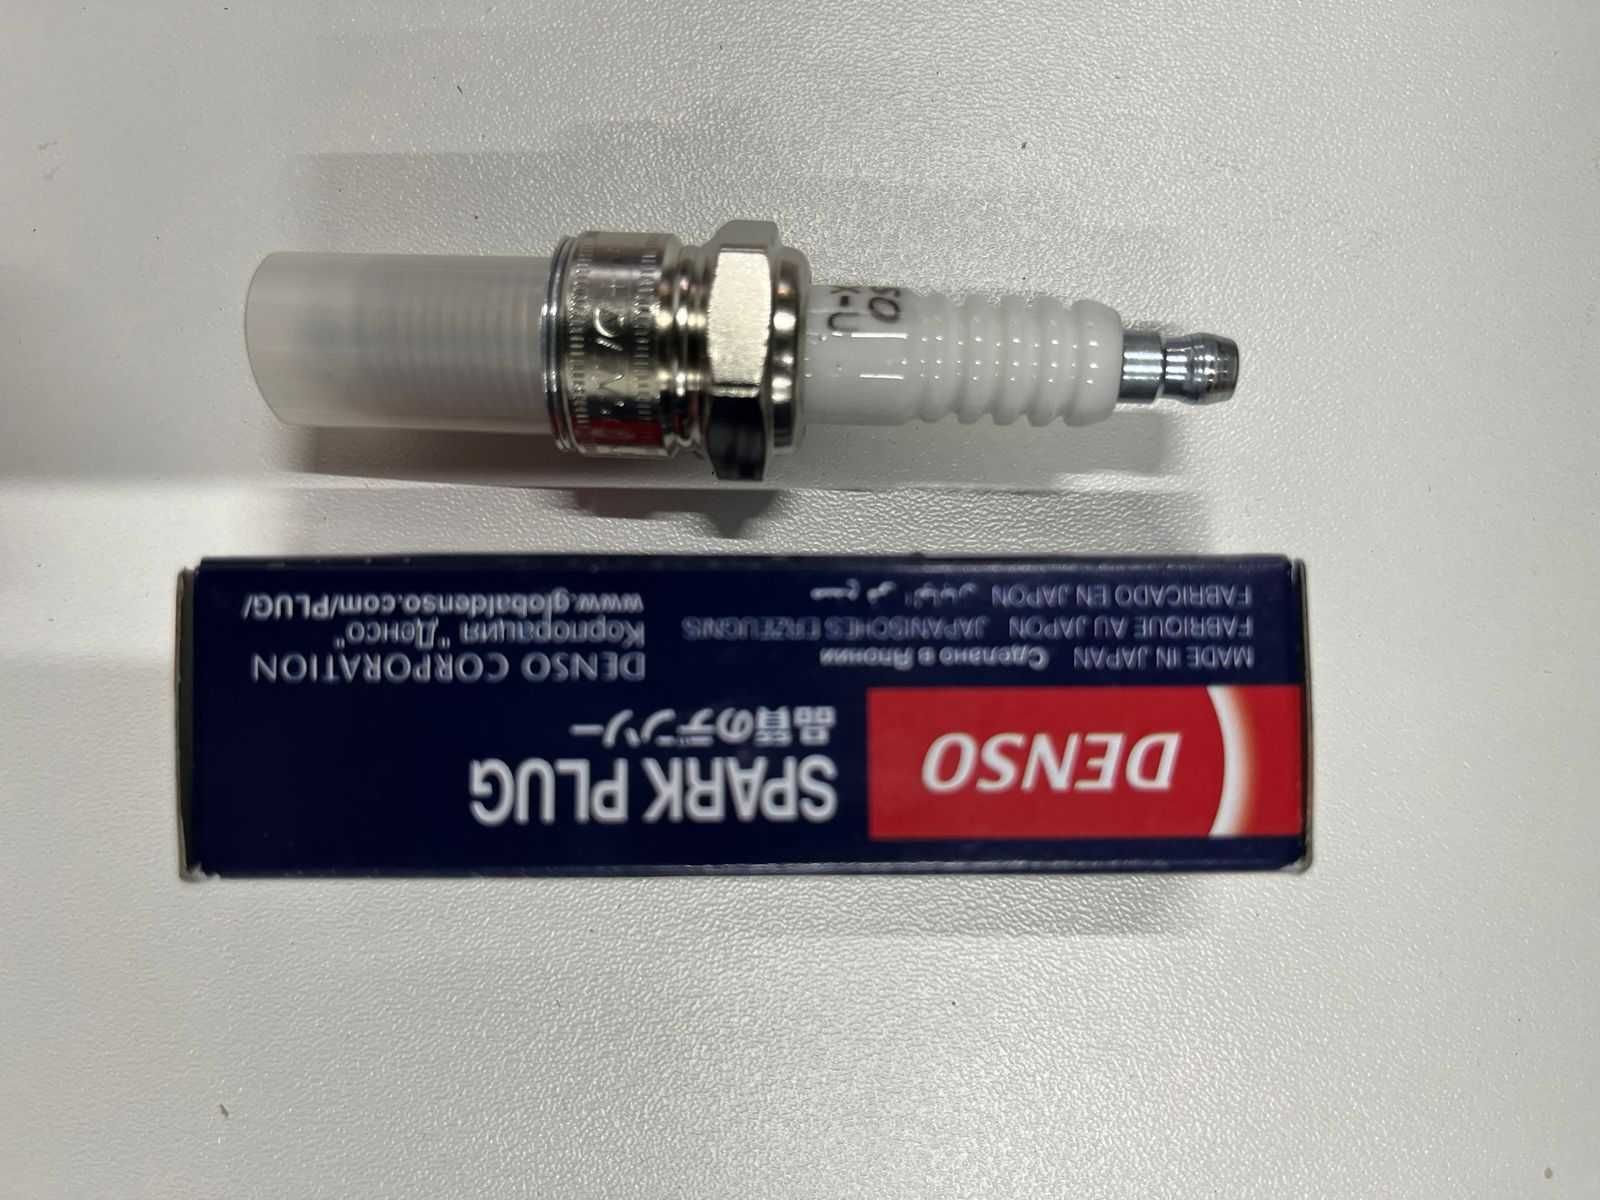 DENSO
SPARK PLUG
品質のデンソー
MADE IN JAPAN Сделано в Японии
FABRIQUE AU JAPON JAPANISCHES ERZEUGNIS
FABRICADO EN JAPON
DENSO CORPORATION
Корпорация "Денсо"
www.globaldenso.com/PLUG/